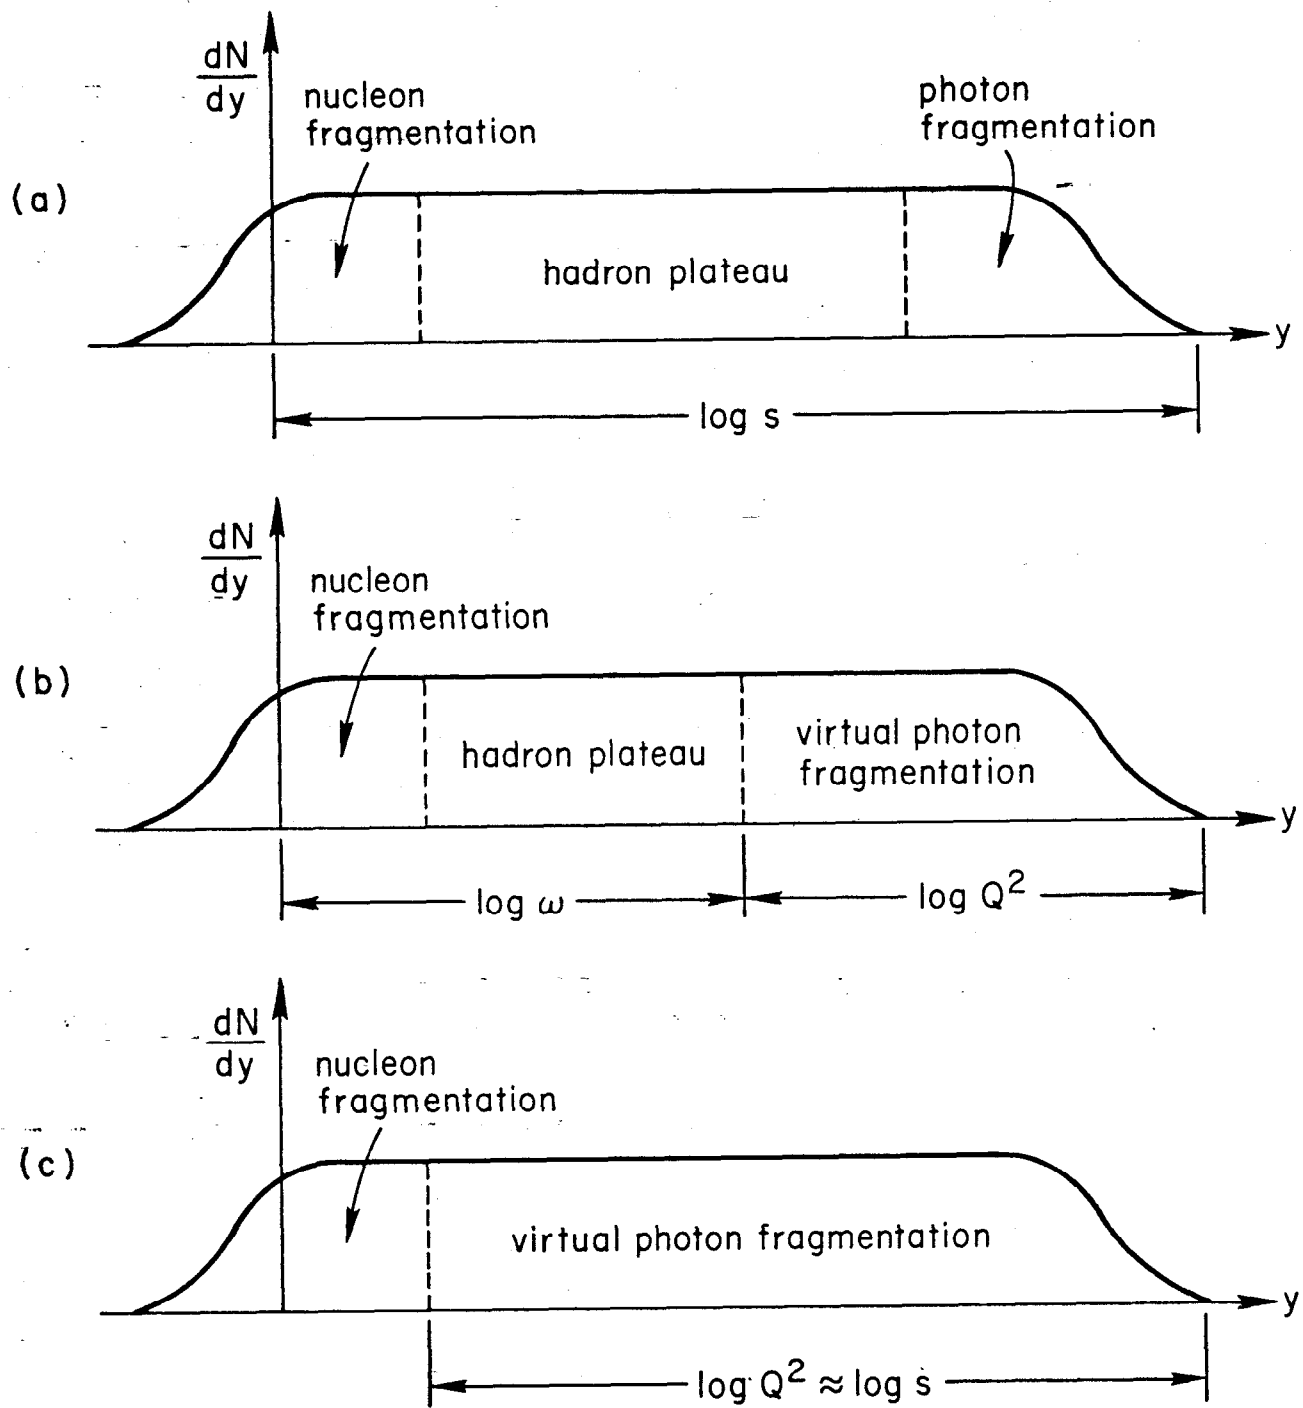 (a)
dN
dy
nucleon
fragmentation
photon
fragmentation
hadron plateau
y
log s
(b)
dN
dy
nucleon
fragmentation
hadron plateau
virtual photon
fragmentation
y
log ω
log Q²
(c)
dN
dy
nucleon
fragmentation
virtual photon fragmentation
y
log Q² ≈ log s